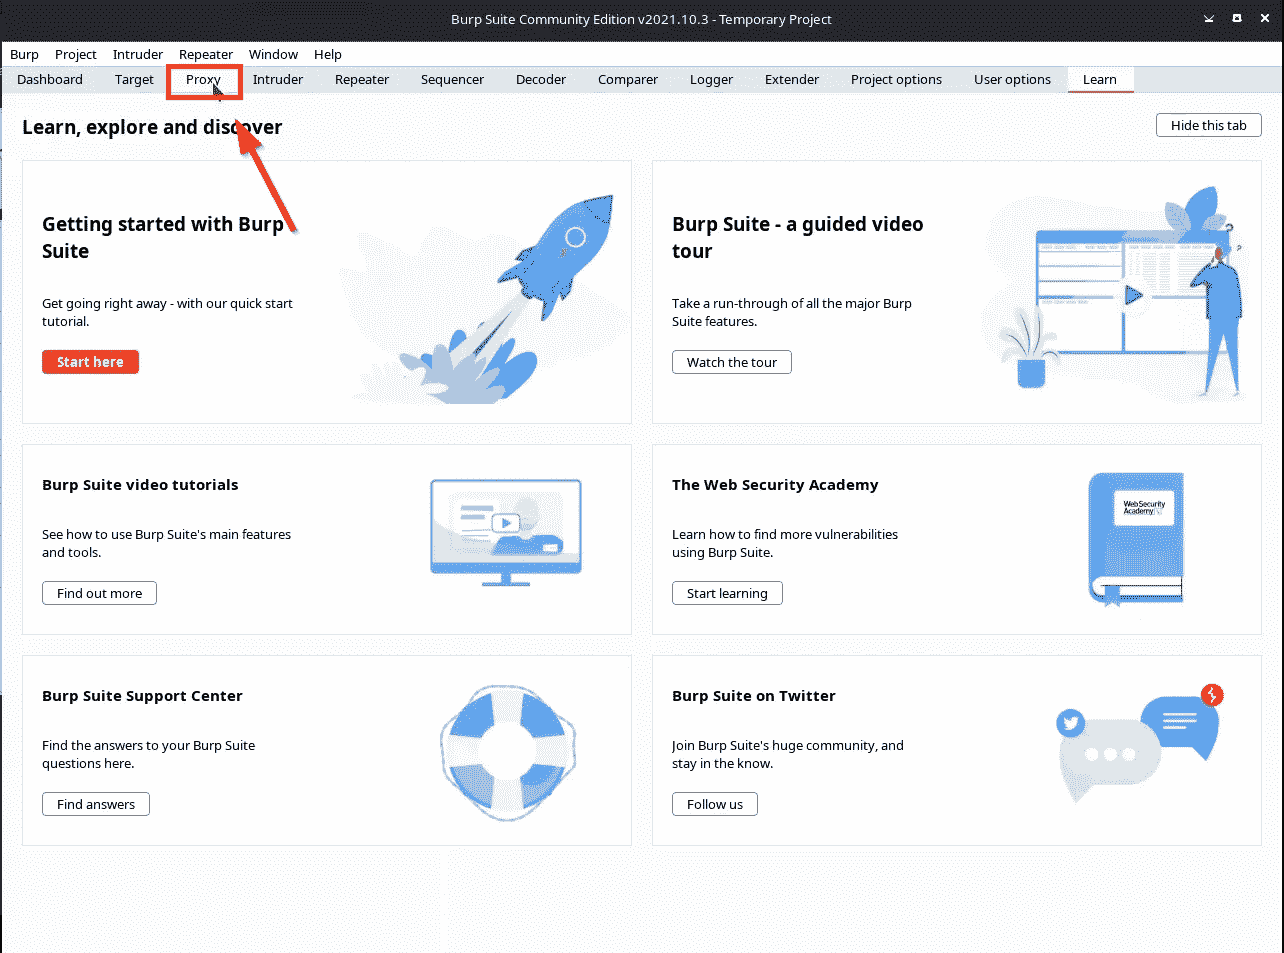 Burp Suite Community Edition v2021.10.3 - Temporary Project
Burp Project Intruder Repeater Window Help
Dashboard Target Proxy Intruder Repeater Sequencer Decoder Comparer Logger Extender Project options User options Learn
Learn, explore and discover
Hide this tab
Getting started with Burp
Suite
Get going right away - with our quick start
tutorial.
Start here
Burp Suite - a guided video
tour
Take a run-through of all the major Burp
Suite features.
Watch the tour
Burp Suite video tutorials
See how to use Burp Suite's main features
and tools.
Find out more
The Web Security Academy
Learn how to find more vulnerabilities
using Burp Suite.
Start learning
WebSecurity
Academy
Burp Suite Support Center
Find the answers to your Burp Suite
questions here.
Find answers
Burp Suite on Twitter
Join Burp Suite's huge community, and
stay in the know.
Follow us